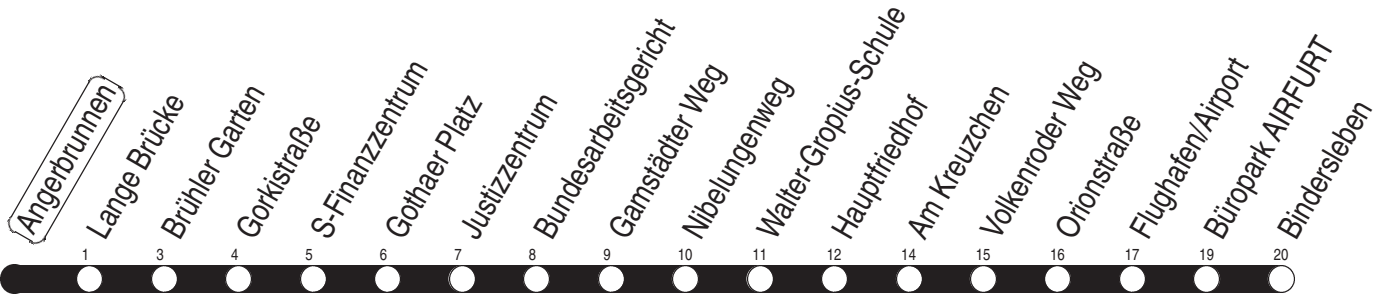 Angerbrunnen
Lange Brücke
Brühler Garten
Gorkistraße
S-Finanzzentrum
Gothaer Platz
Justizzentrum
Bundesarbeitsgericht
Gamstädter Weg
Nibelungenweg
Walter-Gropius-Schule
Hauptfriedhof
Am Kreuzchen
Volkenroder Weg
Orionstraße
Flughafen/Airport
Büropark AIRFURT
Bindersleben
1 3 4 5 6 7 8 9 10 11 12 14 15 16 17 19 20